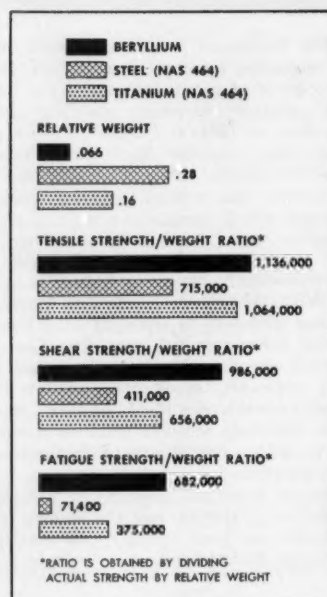 BERYLLIUM
STEEL (NAS 464)
TITANIUM (NAS 464)
RELATIVE WEIGHT
.066
.28
.16
TENSILE STRENGTH/WEIGHT RATIO*
1,136,000
715,000
1,064,000
SHEAR STRENGTH/WEIGHT RATIO*
986,000
411,000
656,000
FATIGUE STRENGTH/WEIGHT RATIO*
682,000
71,400
375,000
*RATIO IS OBTAINED BY DIVIDING
ACTUAL STRENGTH BY RELATIVE WEIGHT